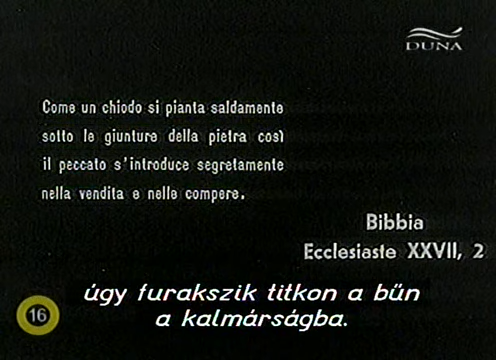 DUNA
Come un chiodo si pianta saldamente
sotto le giunture della pietra così
il peccato s'introduce segretamente
nella vendita e nelle compere.
Bibbia
Ecclesiaste XXVII, 2
úgy furakszik titkon a bűn
a kalmárságba.
16